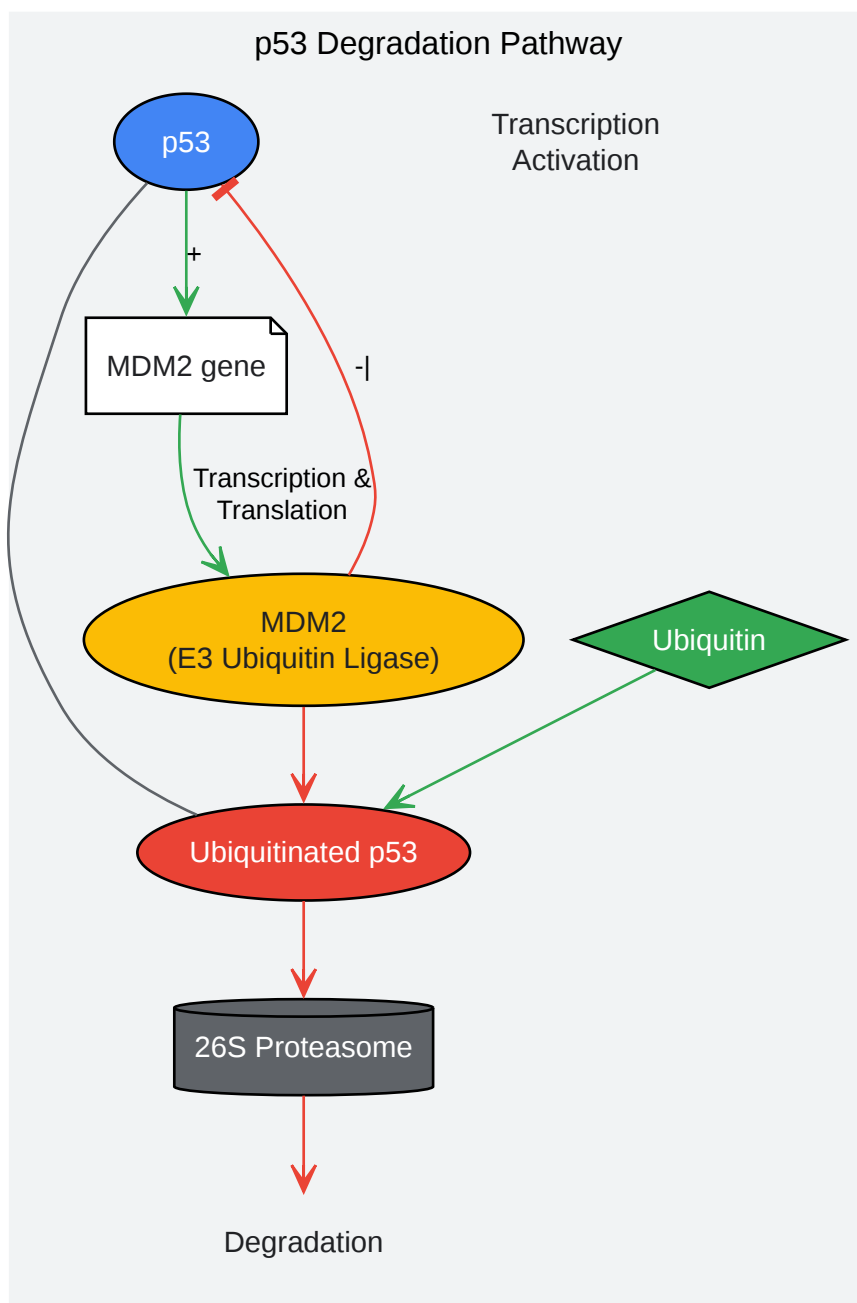 p53 Degradation Pathway
p53
Transcription
Activation
+
MDM2 gene
-|
Transcription &
Translation
MDM2
(E3 Ubiquitin Ligase)
Ubiquitin
Ubiquitinated p53
26S Proteasome
Degradation